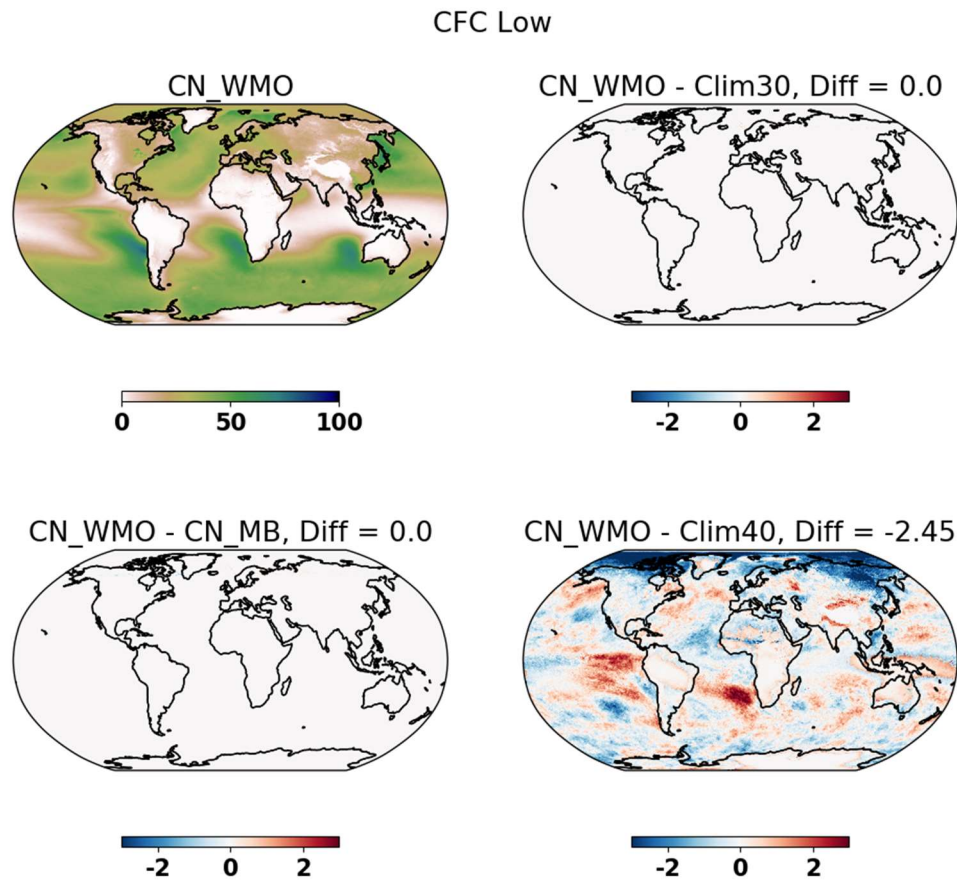 CFC Low
CN_WMO
CN_WMO - Clim30, Diff = 0.0
0 50 100
-2 0 2
CN_WMO - CN_MB, Diff = 0.0
CN_WMO - Clim40, Diff = -2.45
-2 0 2
-2 0 2